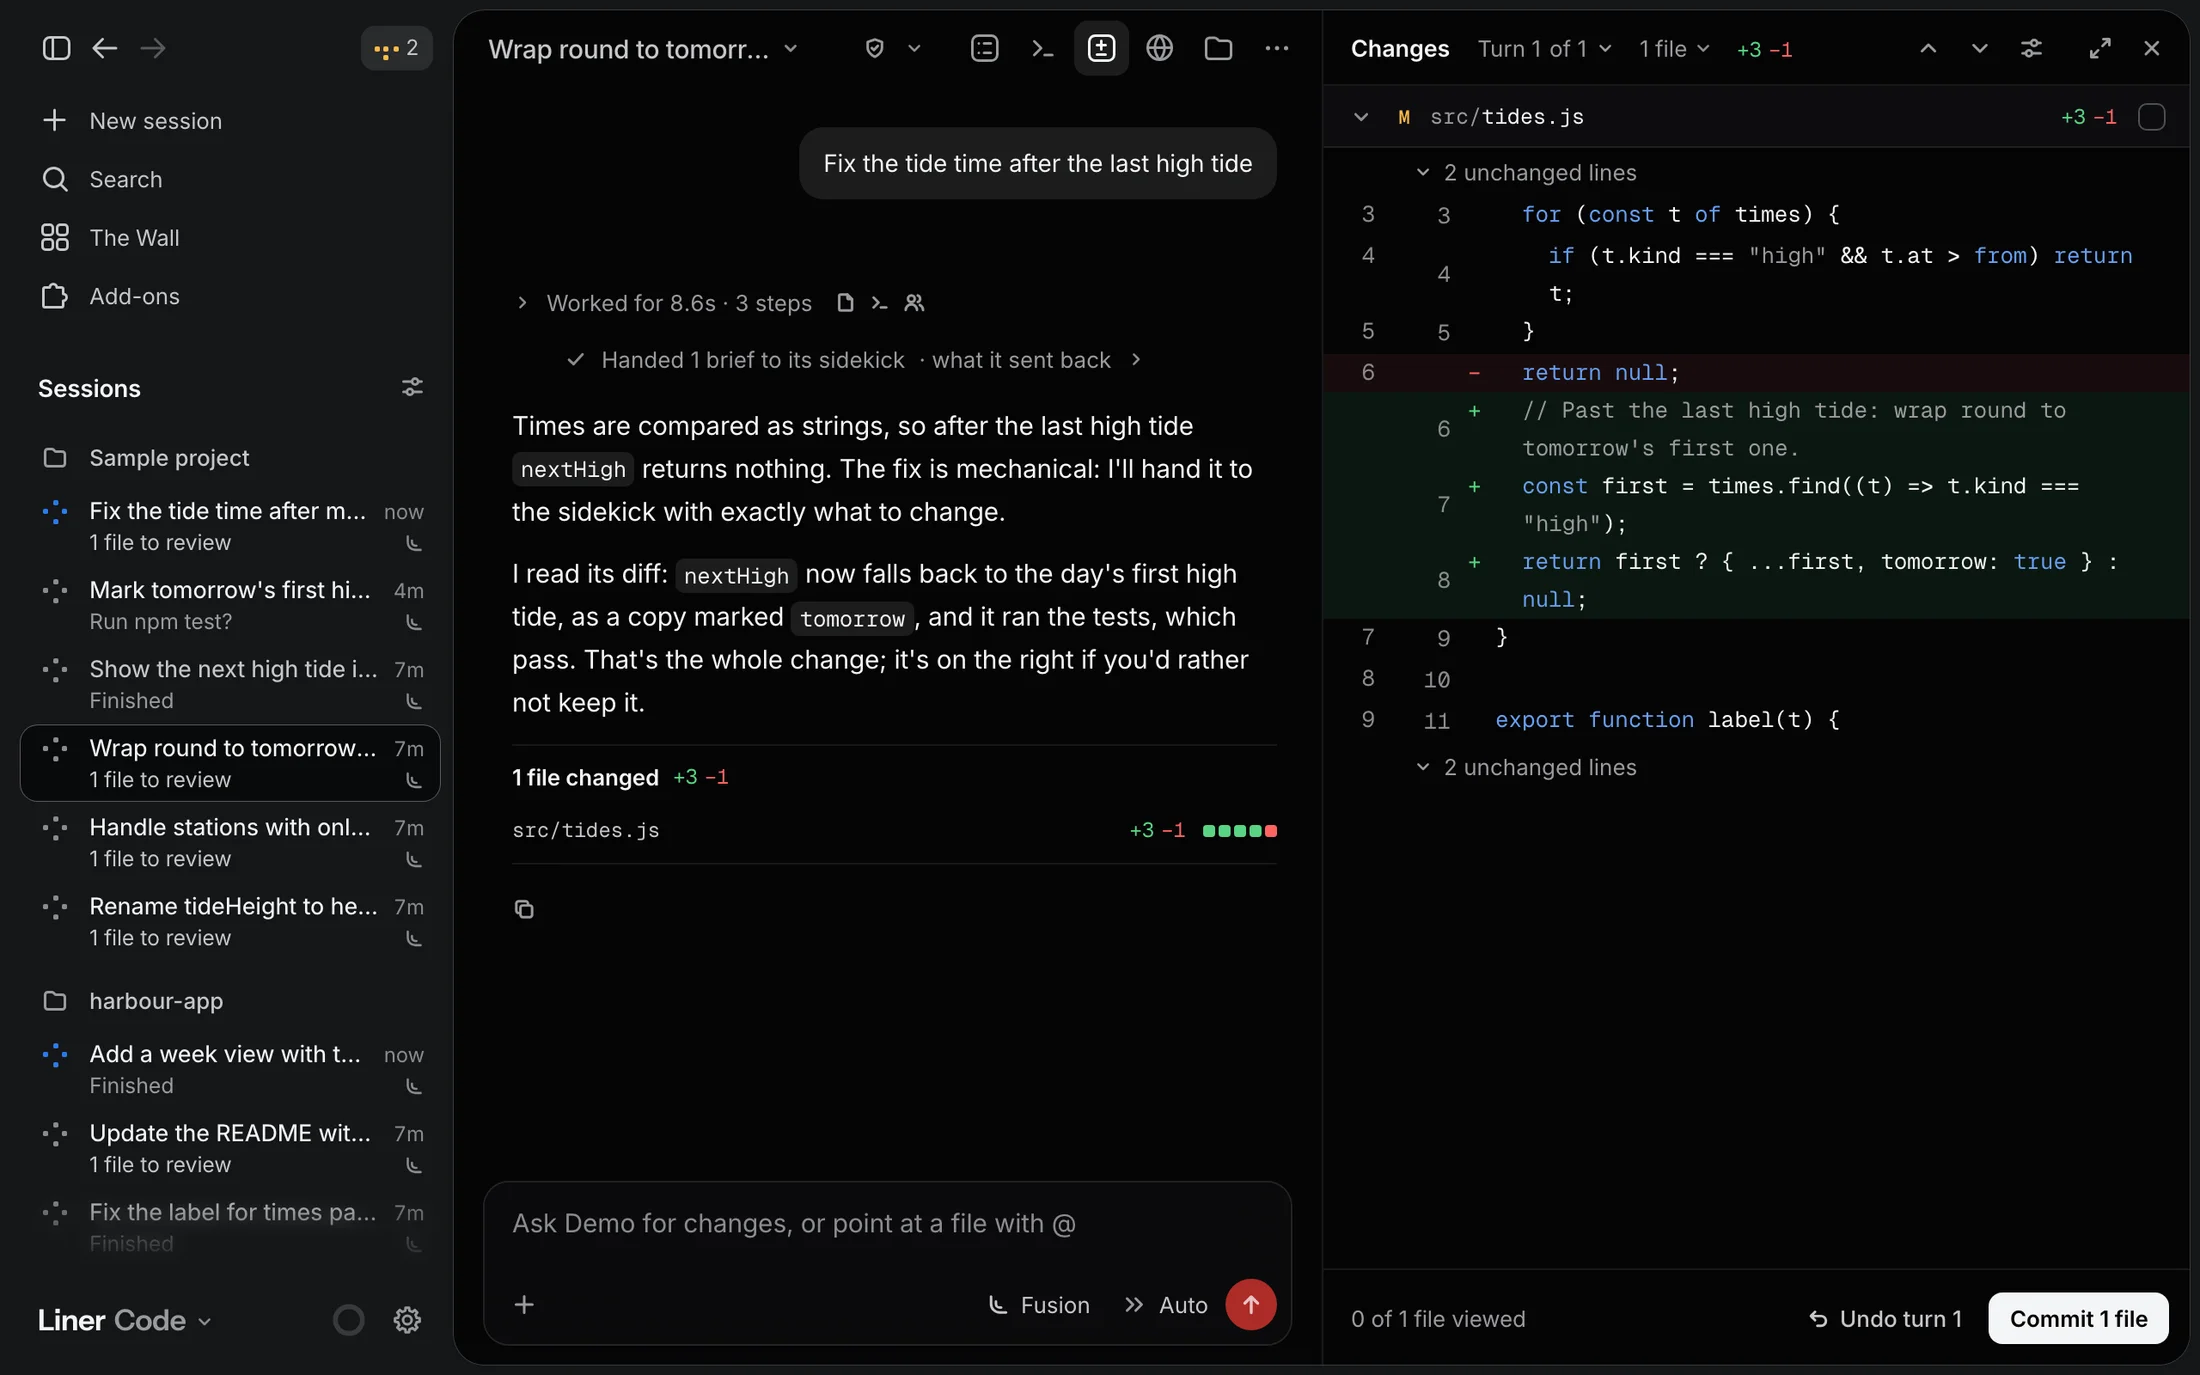 2
New session
Search
The Wall
Add-ons
Sessions
Sample project
Fix the tide time after m... now
1 file to review
Mark tomorrow's first hi... 4m
Run npm test?
Show the next high tide i... 7m
Finished
Wrap round to tomorrow... 7m
1 file to review
Handle stations with onl... 7m
1 file to review
Rename tideHeight to he... 7m
1 file to review
harbour-app
Add a week view with t... now
Finished
Update the README wit... 7m
1 file to review
Fix the label for times pa... 7m
Finished
Liner Code
Wrap round to tomorr...
Fix the tide time after the last high tide
Worked for 8.6s · 3 steps
Handed 1 brief to its sidekick · what it sent back
Times are compared as strings, so after the last high tide
nextHigh returns nothing. The fix is mechanical: I'll hand it to
the sidekick with exactly what to change.
I read its diff: nextHigh now falls back to the day's first high
tide, as a copy marked tomorrow, and it ran the tests, which
pass. That's the whole change; it's on the right if you'd rather
not keep it.
1 file changed +3 −1
src/tides.js +3 −1
Ask Demo for changes, or point at a file with @
Fusion Auto
Changes Turn 1 of 1 1 file +3 −1
M src/tides.js +3 −1
2 unchanged lines
3 3 for (const t of times) {
4 4 if (t.kind === "high" && t.at > from) return
t;
5 5 }
6 − return null;
6 + // Past the last high tide: wrap round to
tomorrow's first one.
7 + const first = times.find((t) => t.kind ===
"high");
8 + return first ? { ...first, tomorrow: true } :
null;
7 9 }
8 10
9 11 export function label(t) {
2 unchanged lines
0 of 1 file viewed Undo turn 1 Commit 1 file